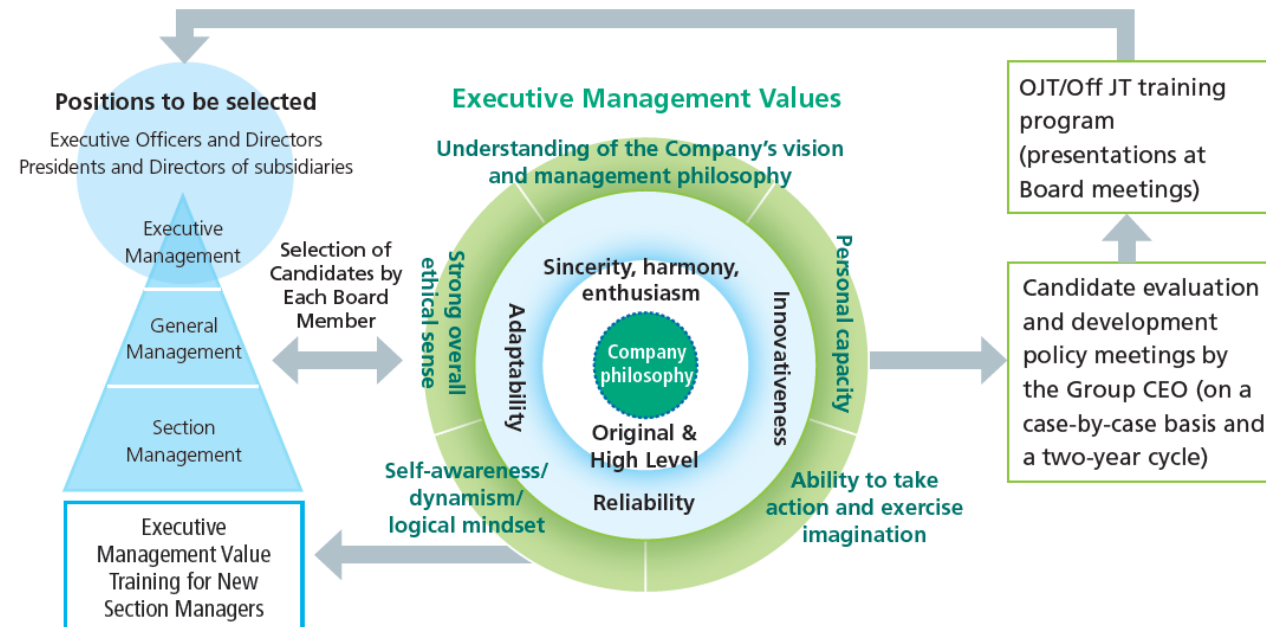 Positions to be selected
Executive Officers and Directors
Presidents and Directors of subsidiaries
Executive
Management
General
Management
Section
Management
Executive
Management Value
Training for New
Section Managers
Selection of
Candidates by
Each Board
Member
Executive Management Values
Understanding of the Company’s vision
and management philosophy
Strong overall
ethical sense
Personal capacity
Self-awareness/
dynamism/
logical mindset
Ability to take
action and exercise
imagination
Sincerity, harmony,
enthusiasm
Adaptability
Innovativeness
Company
philosophy
Original &
High Level
Reliability
OJT/Off JT training
program
(presentations at
Board meetings)
Candidate evaluation
and development
policy meetings by
the Group CEO (on a
case-by-case basis and
a two-year cycle)